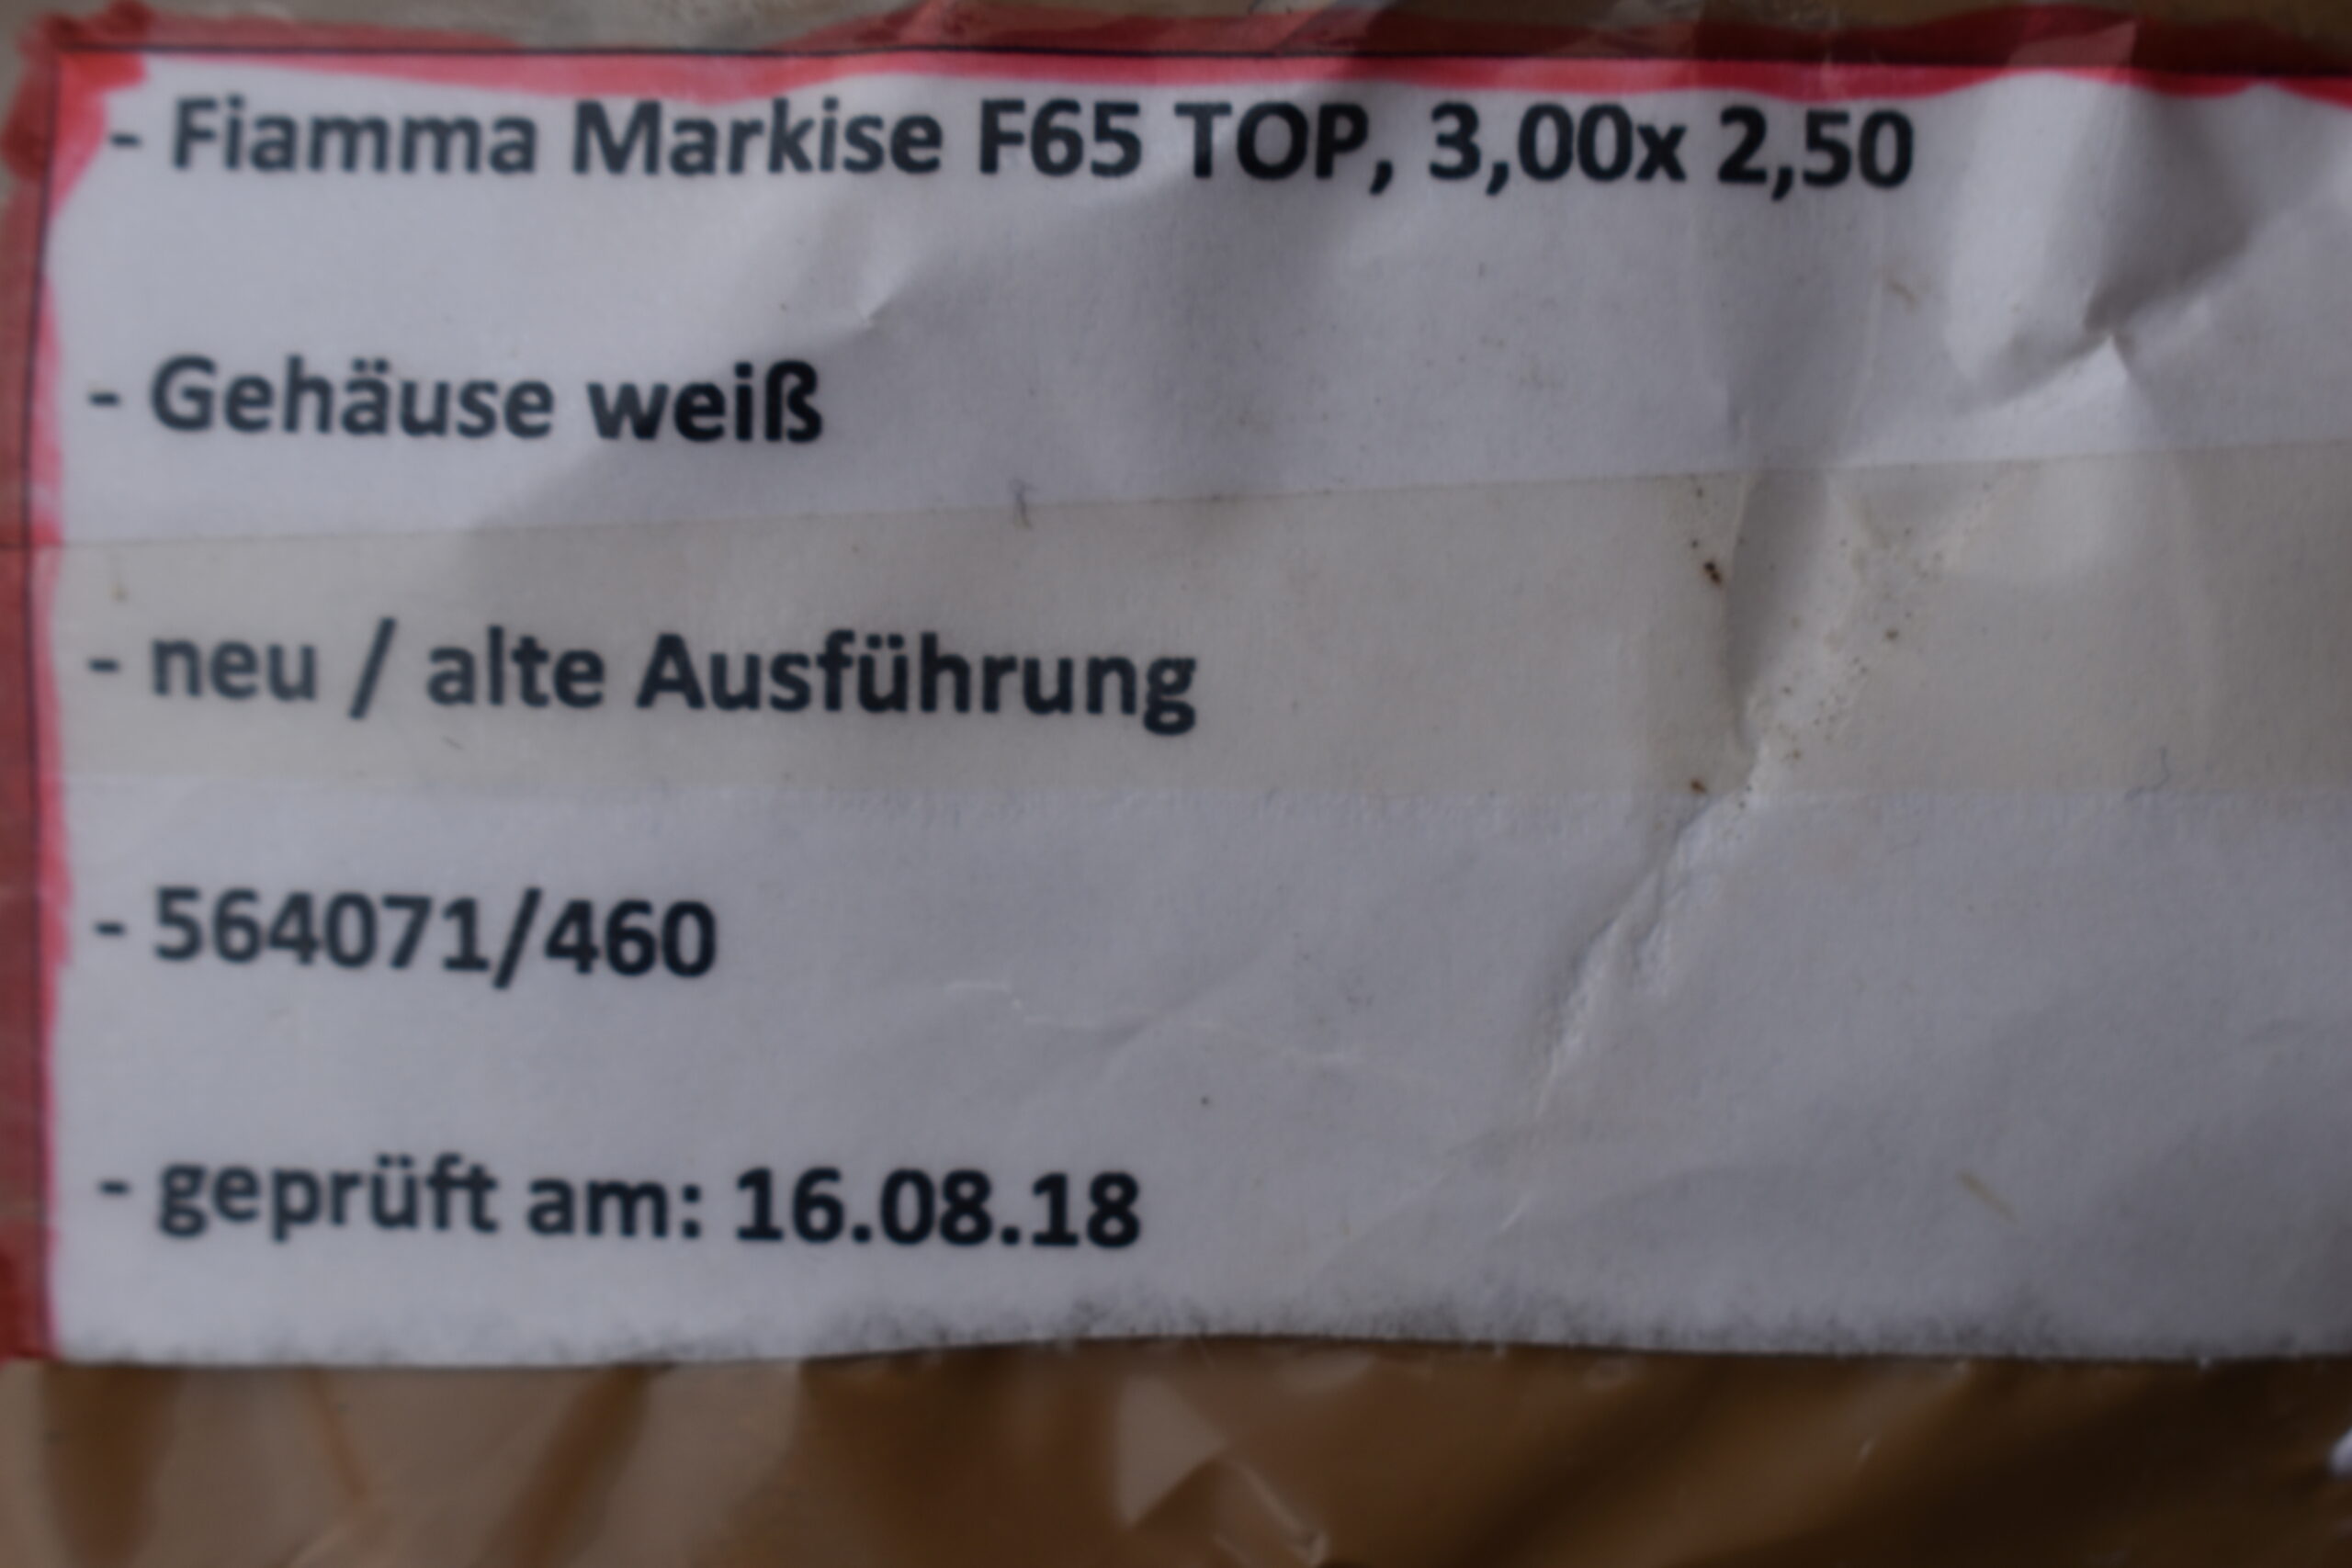 - Fiamma Markise F65 TOP, 3,00x 2,50
- Gehäuse weiß
- neu / alte Ausführung
- 564071/460
- geprüft am: 16.08.18